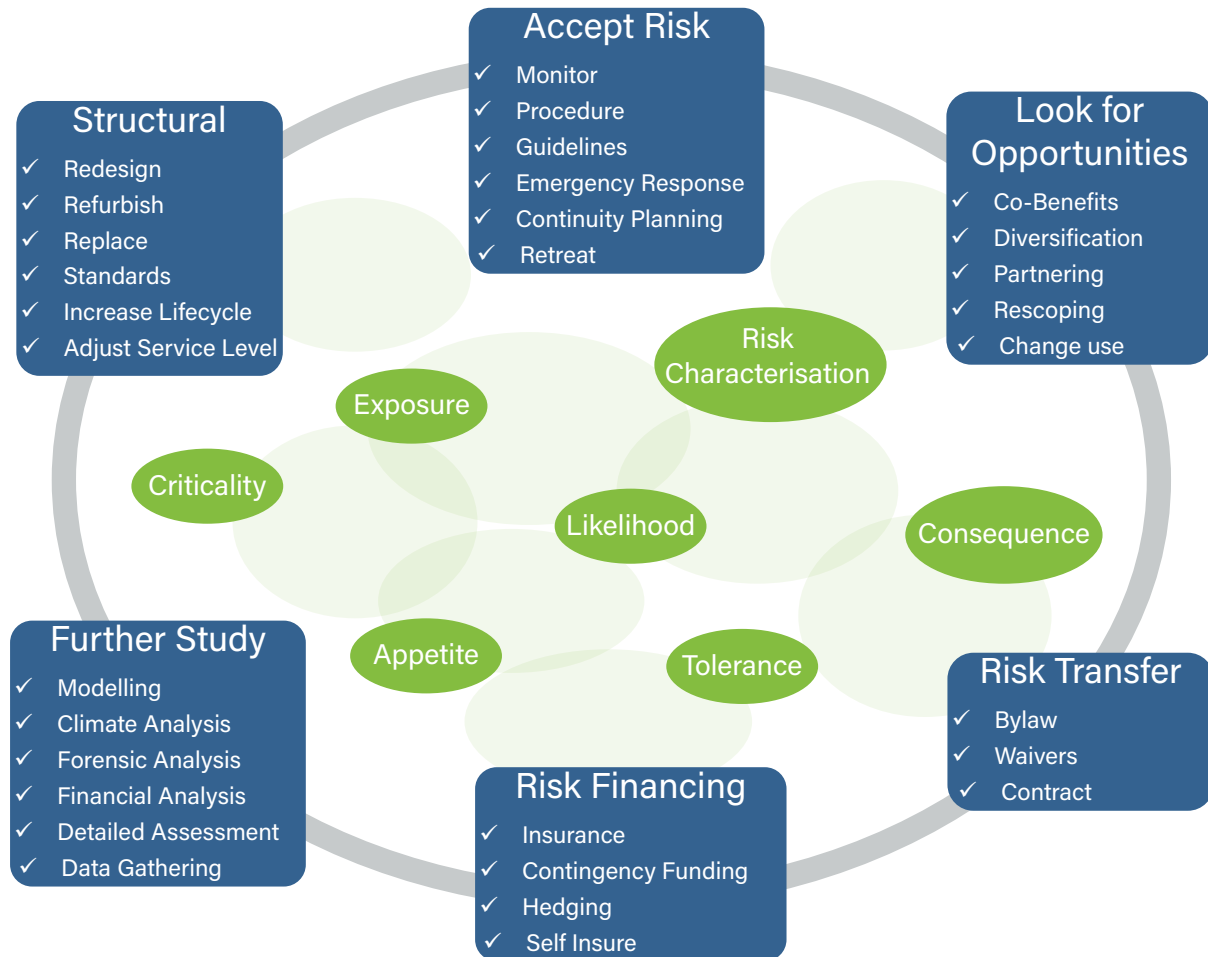 Accept Risk
✓ Monitor
✓ Procedure
✓ Guidelines
✓ Emergency Response
✓ Continuity Planning
✓ Retreat
Structural
✓ Redesign
✓ Refurbish
✓ Replace
✓ Standards
✓ Increase Lifecycle
✓ Adjust Service Level
Look for
Opportunities
✓ Co-Benefits
✓ Diversification
✓ Partnering
✓ Rescoping
✓ Change use
Risk
Characterisation
Exposure
Criticality
Likelihood
Consequence
Appetite
Tolerance
Further Study
✓ Modelling
✓ Climate Analysis
✓ Forensic Analysis
✓ Financial Analysis
✓ Detailed Assessment
✓ Data Gathering
Risk Financing
✓ Insurance
✓ Contingency Funding
✓ Hedging
✓ Self Insure
Risk Transfer
✓ Bylaw
✓ Waivers
✓ Contract